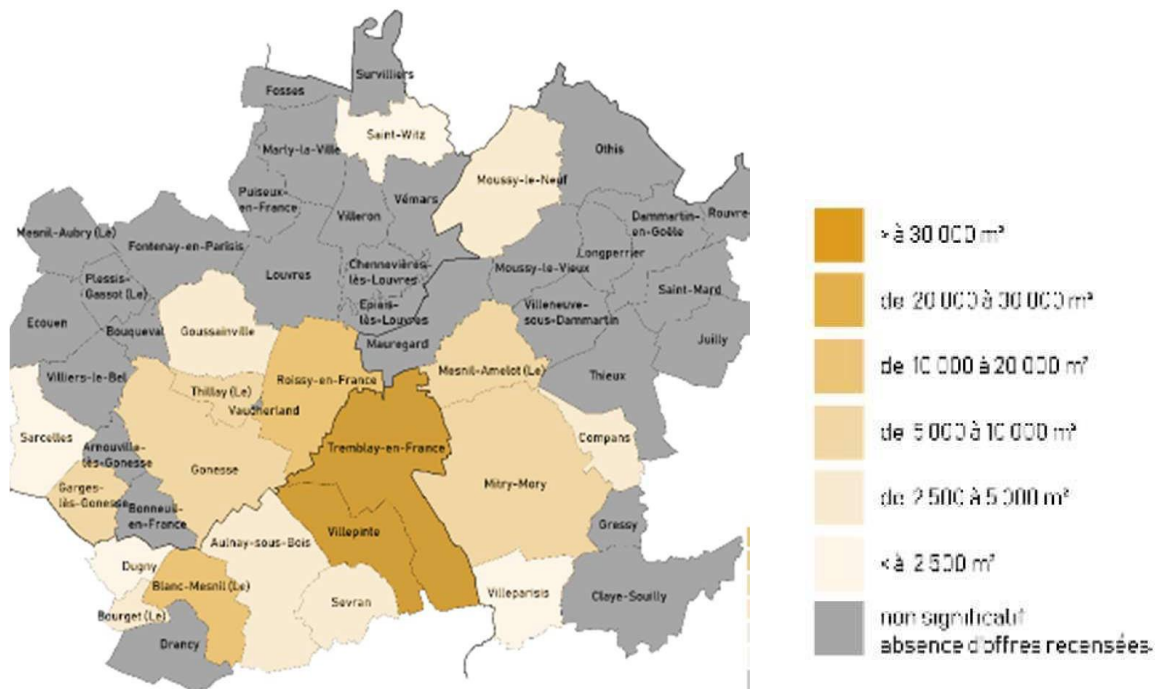 Survilliers
Fosses
Saint-Witz
Marly-la-Ville
Othis
Moussy-le-Neuf
Puiseux-
en-France
Vémars
Villeron
Mesnil-Aubry (Le)
Fontenay-en-Parisis
Dammartin-
en-Goële
Rouvre
Longperrier
Louvres
Chennevières-
lès-Louvres
Moussy-le-Vieux
Plessis-
Gassot (Le)
Saint-Mard
Epiais-
lès-Louvres
Villeneuve-
sous-Dammartin
Ecouen
Bouqueval
Goussainville
Mauregard
Juilly
Villiers-le-Bel
Roissy-en-France
Mesnil-Amelot (Le)
Thieux
Thillay (Le)
Vaucherland
Sarcelles
Arnouville-
lès-Gonesse
Tremblay-en-France
Compans
Gonesse
Mitry-Mory
Garges-
lès-Gonesse
Bonneuil-
en-France
Villepinte
Gressy
Aulnay-sous-Bois
Dugny
Blanc-Mesnil (Le)
Sevran
Villeparisis
Claye-Souilly
Bourget (Le)
Drancy
> à 30 000 m²
de 20 000 à 30 000 m²
de 10 000 à 20 000 m²
de 5 000 à 10 000 m²
de 2 500 à 5 000 m²
< à 2 500 m²
non significatif
absence d'offres recensées